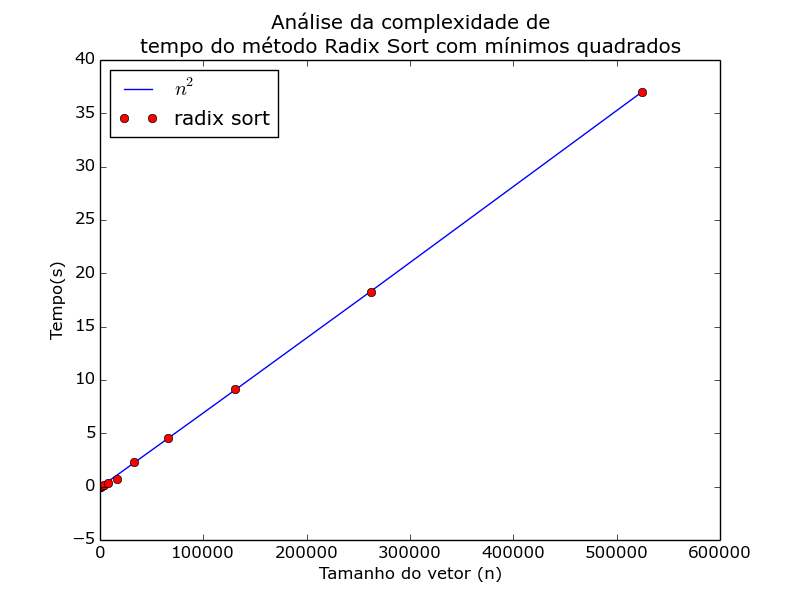 Análise da complexidade de
tempo do método Radix Sort com mínimos quadrados
n²
radix sort
40
35
30
25
20
15
10
5
0
−5
Tempo(s)
0 100000 200000 300000 400000 500000 600000
Tamanho do vetor (n)